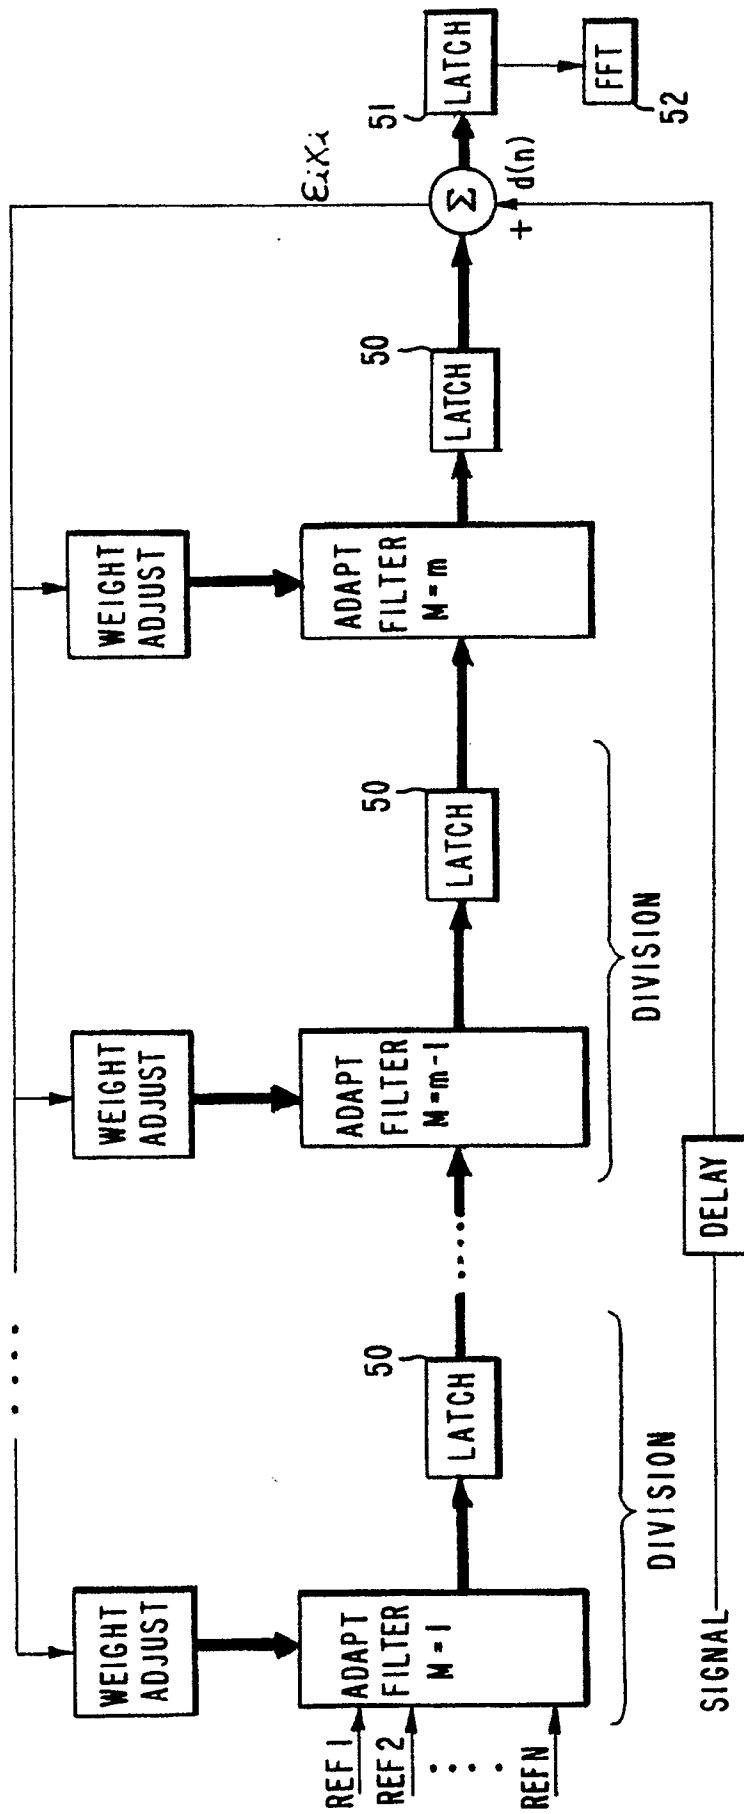 WEIGHT
ADJUST
WEIGHT
ADJUST
WEIGHT
ADJUST
εiXi
REF 1
REF 2
....
REFN
ADAPT
FILTER
M = 1
LATCH
50
....
ADAPT
FILTER
M = m - 1
LATCH
50
ADAPT
FILTER
M = m
LATCH
50
Σ
+
d(n)
LATCH
51
FFT
52
DIVISION
DIVISION
SIGNAL
DELAY